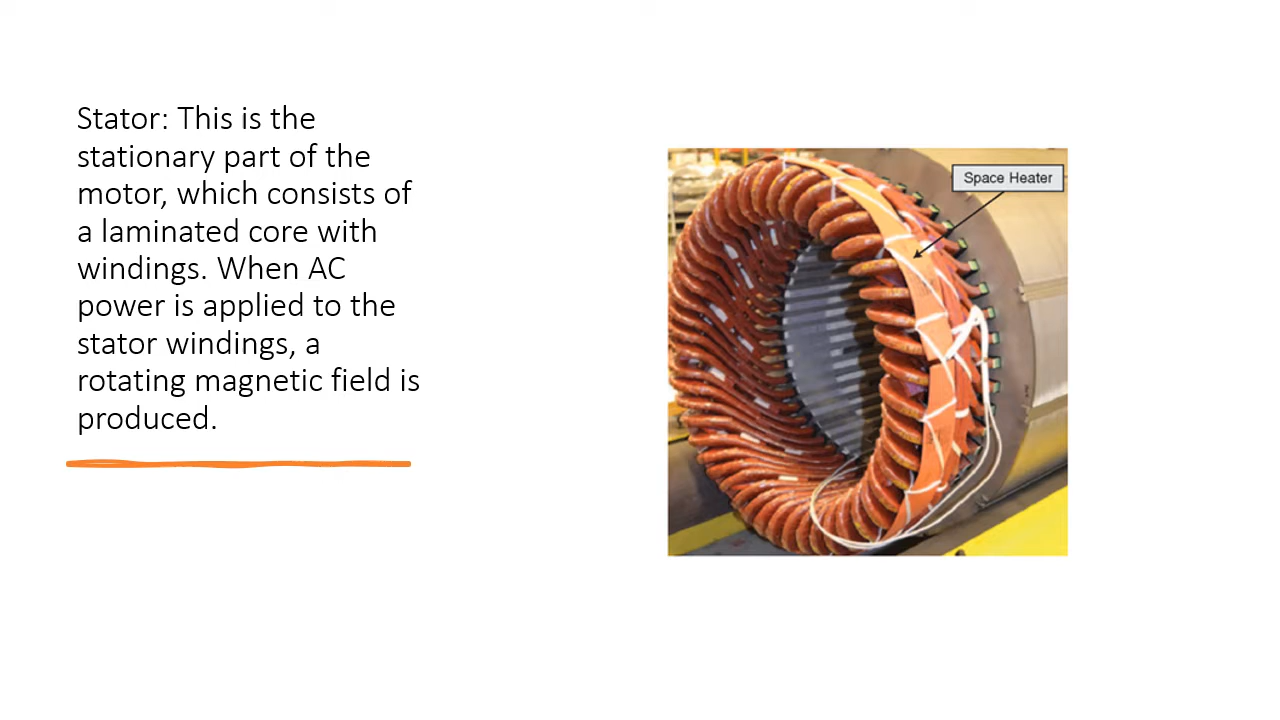 Stator: This is the
stationary part of the
motor, which consists of
a laminated core with
windings. When AC
power is applied to the
stator windings, a
rotating magnetic field is
produced.
Space Heater